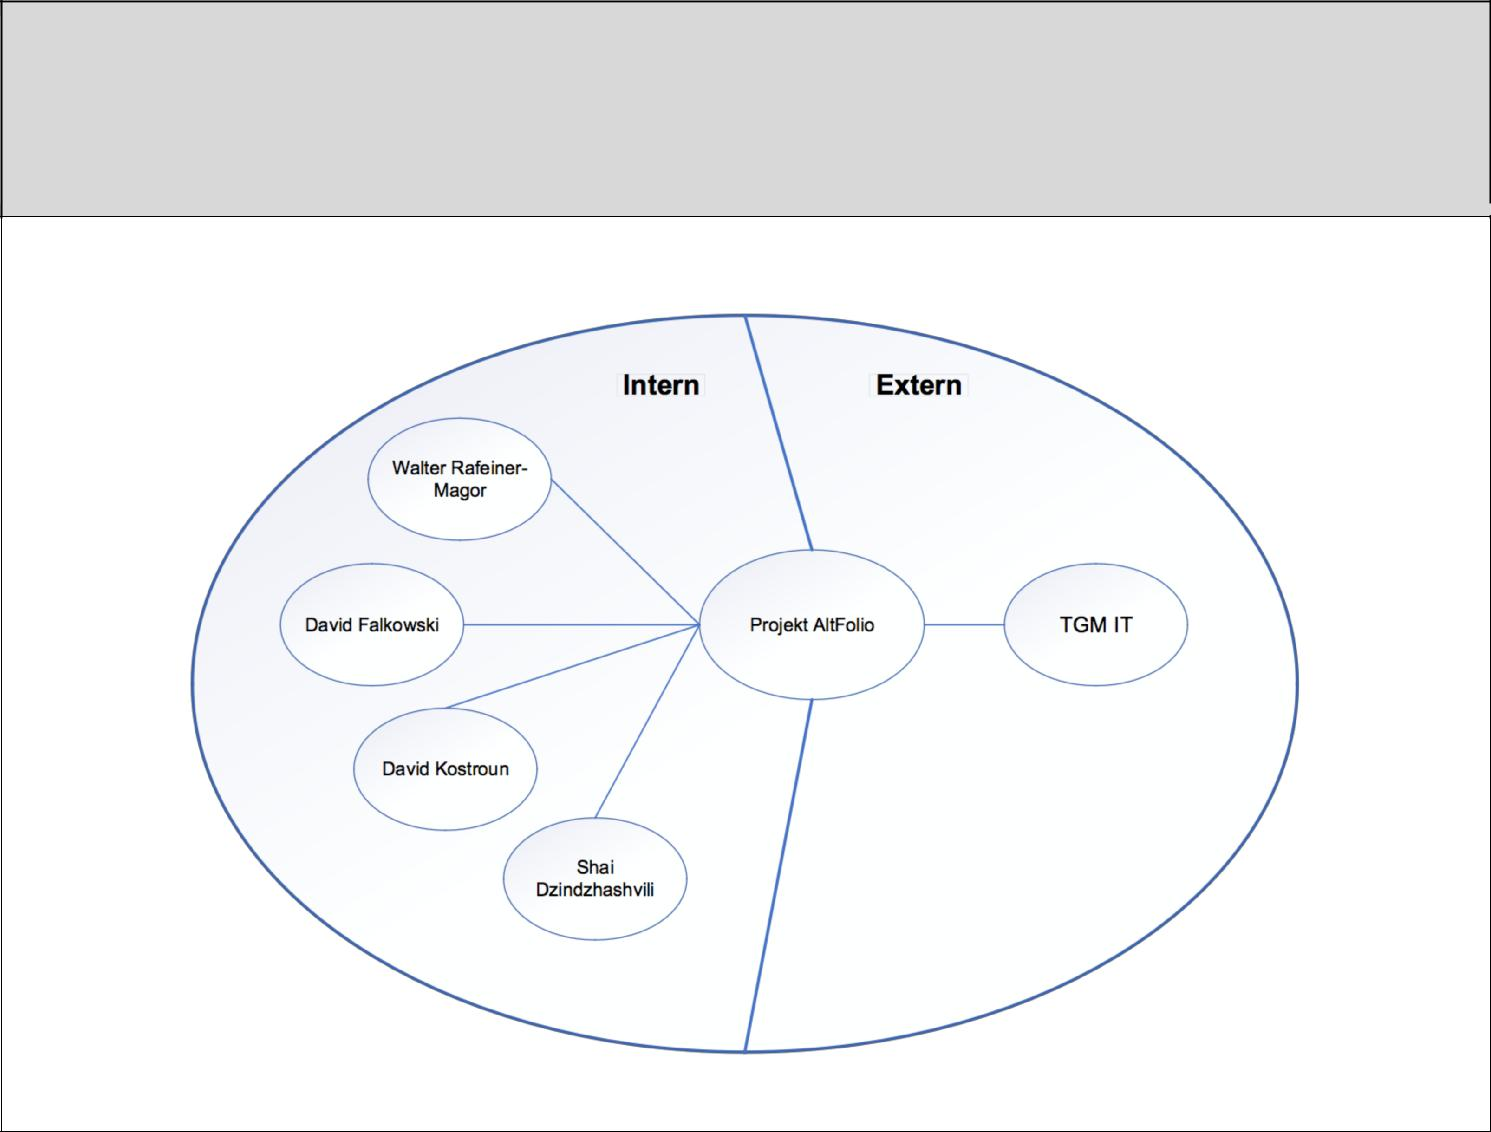 Intern
Extern
Walter Rafeiner-
Magor
David Falkowski
Projekt AltFolio
TGM IT
David Kostroun
Shai
Dzindzhashvili